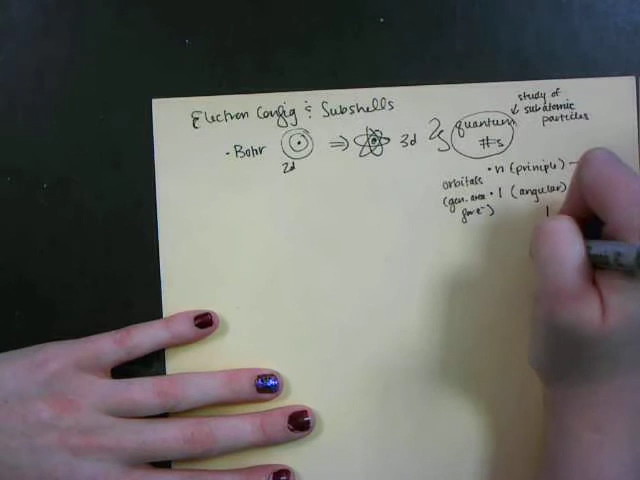 Electron Config & Subshells
study of
subatomic
particles
• Bohr ⇒ 3d quantum
#s
2d
• n (principle) –
orbitals
(gen. area • l (angular)
for e⁻)